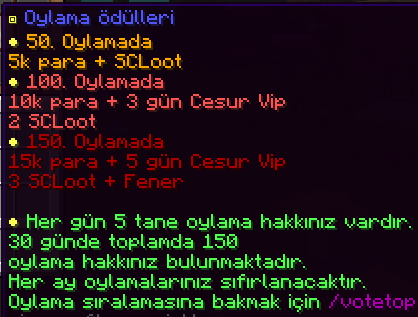 Oylama ödülleri
50. Oylamada
5k para + SCLoot
100. Oylamada
10k para + 3 gün Cesur Vip
2 SCLoot
150. Oylamada
15k para + 5 gün Cesur Vip
3 SCLoot + Fener
Her gün 5 tane oylama hakkınız vardır.
30 günde toplamda 150
oylama hakkınız bulunmaktadır.
Her ay oylamalarınız sıfırlanacaktır.
Oylama sıralamasına bakmak için /votetop